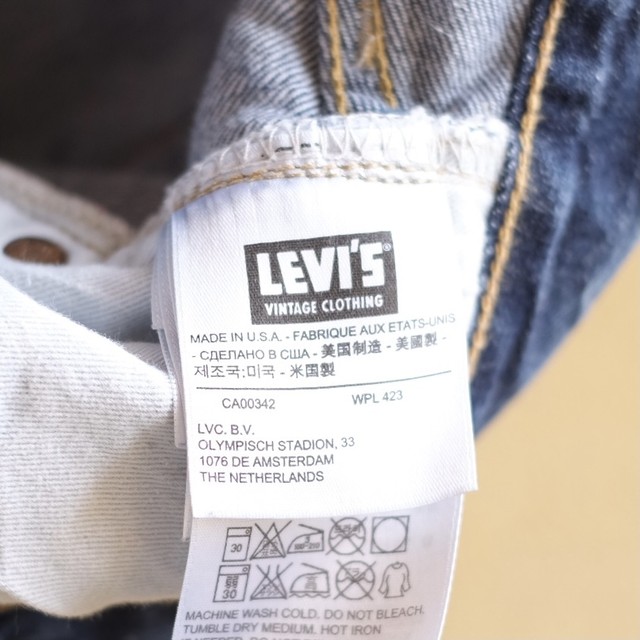 LEVI'S®
VINTAGE CLOTHING
MADE IN U.S.A. - FABRIQUE AUX ETATS-UNIS
- СДЕЛАНО В США - 美国制造 - 美國製 -
제조국:미국 - 米国製
CA00342 WPL 423
LVC. B.V.
OLYMPISCH STADION, 33
1076 DE AMSTERDAM
THE NETHERLANDS
30
30
MACHINE WASH COLD. DO NOT BLEACH.
TUMBLE DRY MEDIUM. HOT IRON